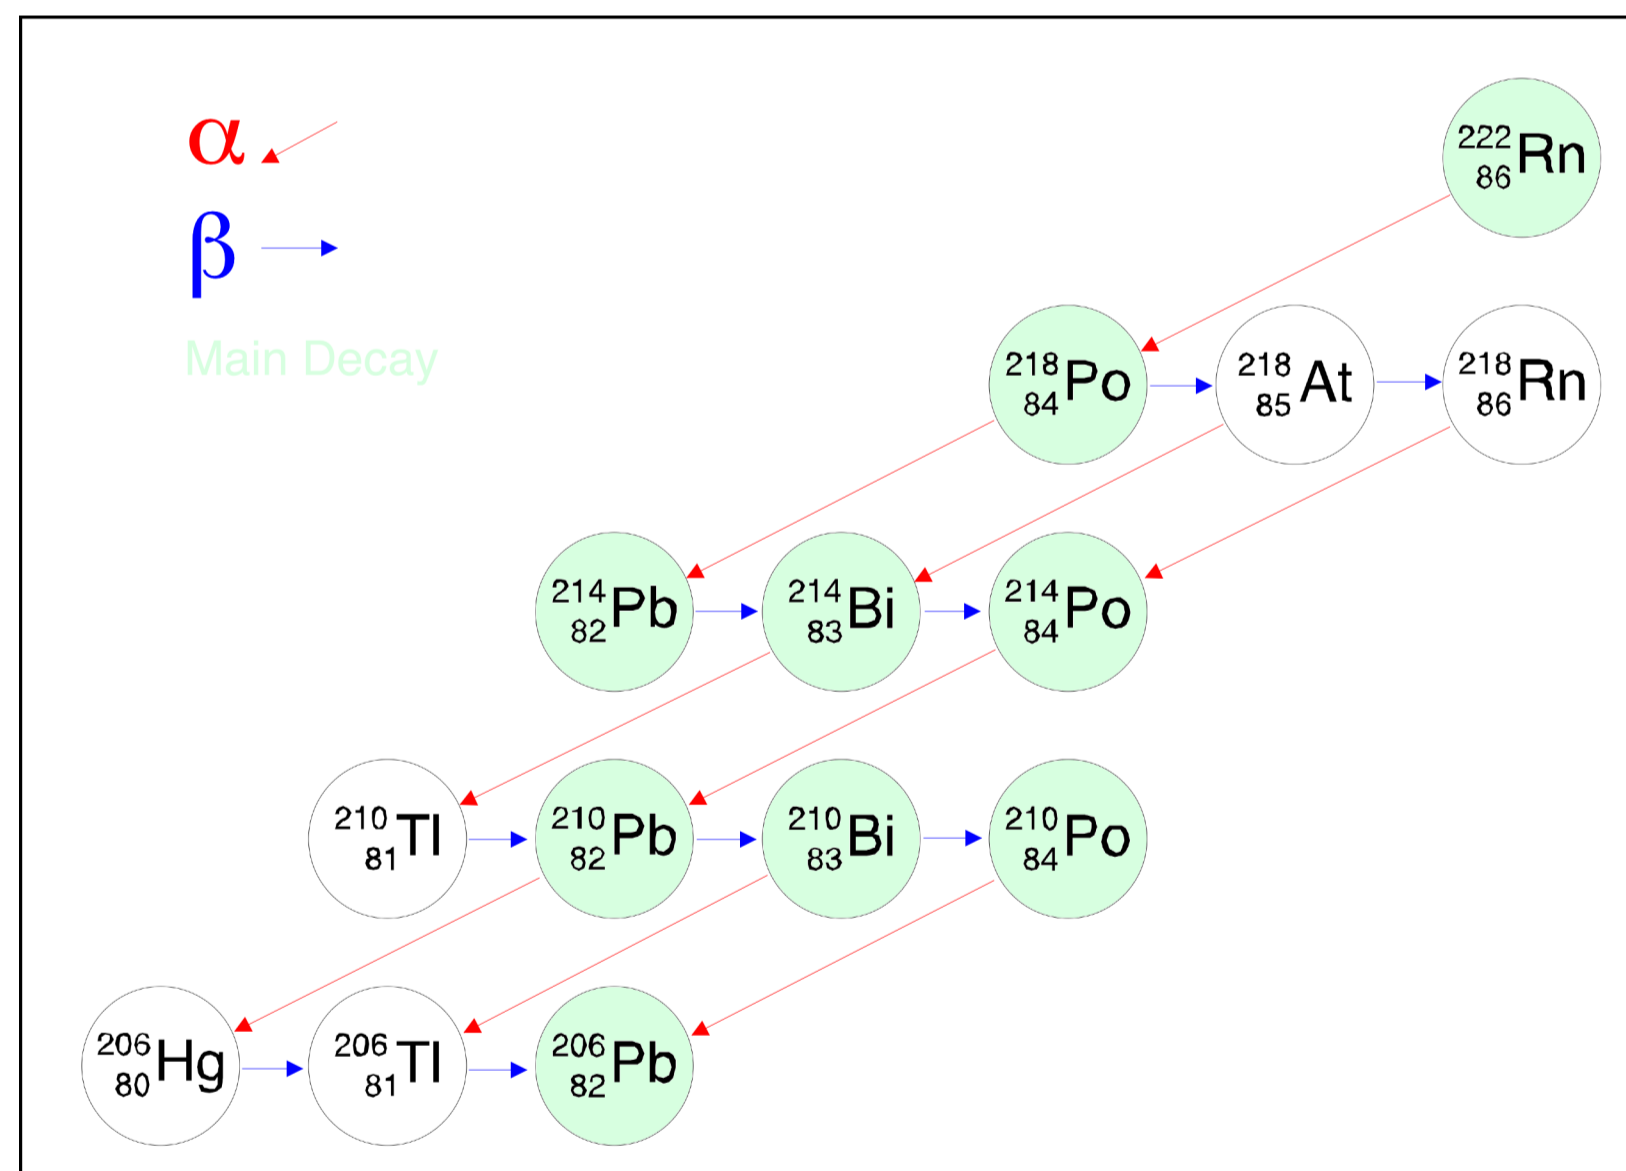 α
β
Main Decay
222 86 Rn
218 84 Po
218 85 At
218 86 Rn
214 82 Pb
214 83 Bi
214 84 Po
210 81 Tl
210 82 Pb
210 83 Bi
210 84 Po
206 80 Hg
206 81 Tl
206 82 Pb